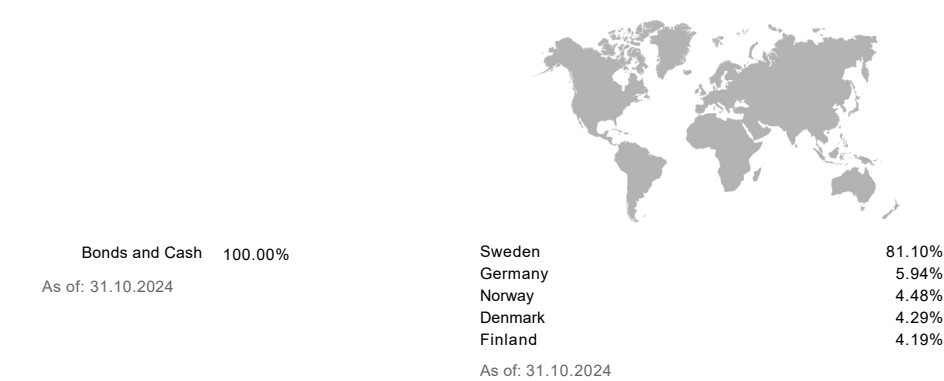 Bonds and Cash 100.00%
As of: 31.10.2024
Sweden 81.10%
Germany 5.94%
Norway 4.48%
Denmark 4.29%
Finland 4.19%
As of: 31.10.2024